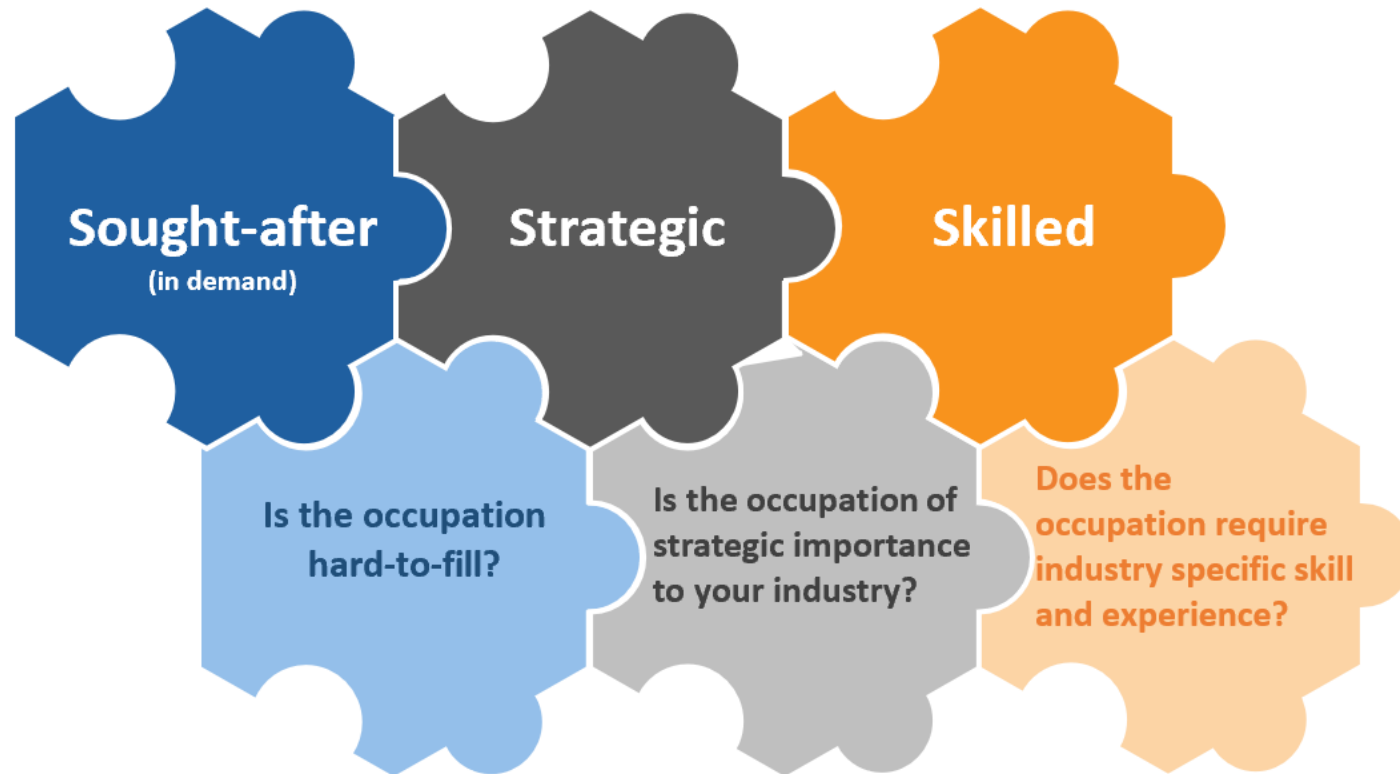 Sought-after
(in demand)
Strategic
Skilled
Is the occupation
hard-to-fill?
Is the occupation of
strategic importance
to your industry?
Does the
occupation require
industry specific skill
and experience?